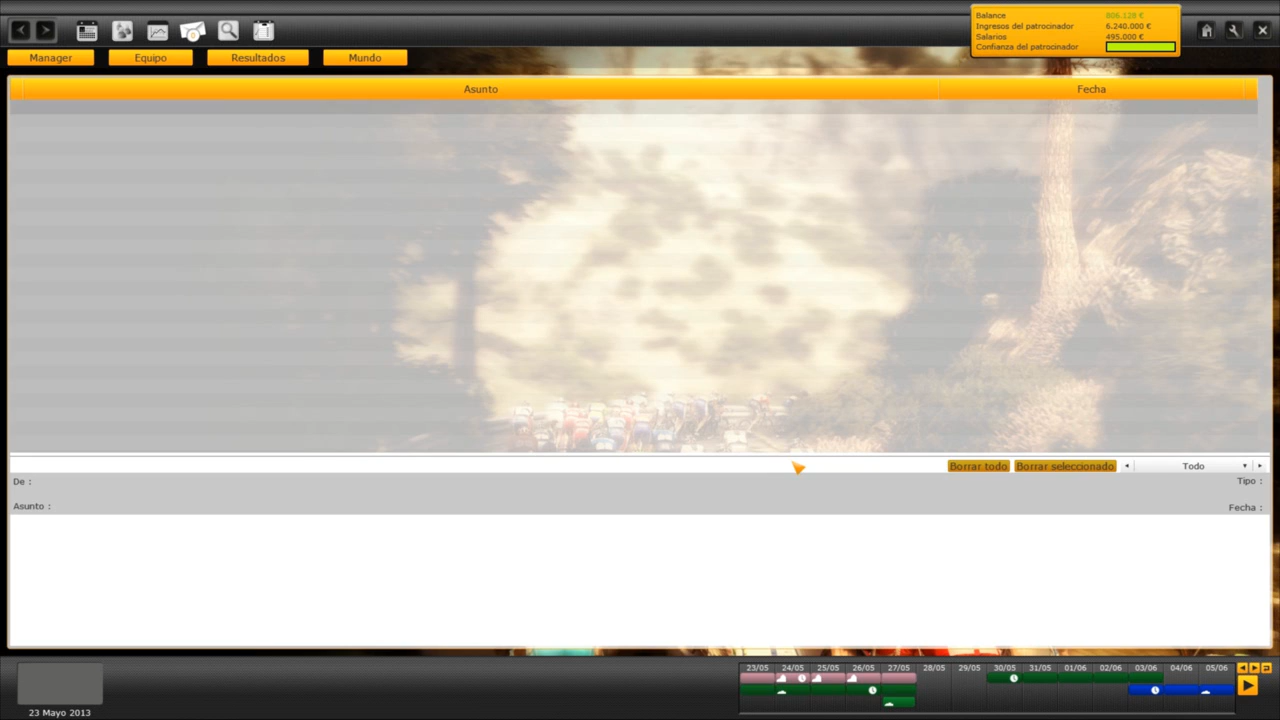 Balance 806.128 €
Ingresos del patrocinador 6.240.000 €
Salarios 495.000 €
Confianza del patrocinador
Manager Equipo Resultados Mundo
Asunto Fecha
Borrar todo Borrar seleccionado Todo
De : Tipo :
Asunto : Fecha :
23/05 24/05 25/05 26/05 27/05 28/05 29/05 30/05 31/05 01/06 02/06 03/06 04/06 05/06
23 Mayo 2013